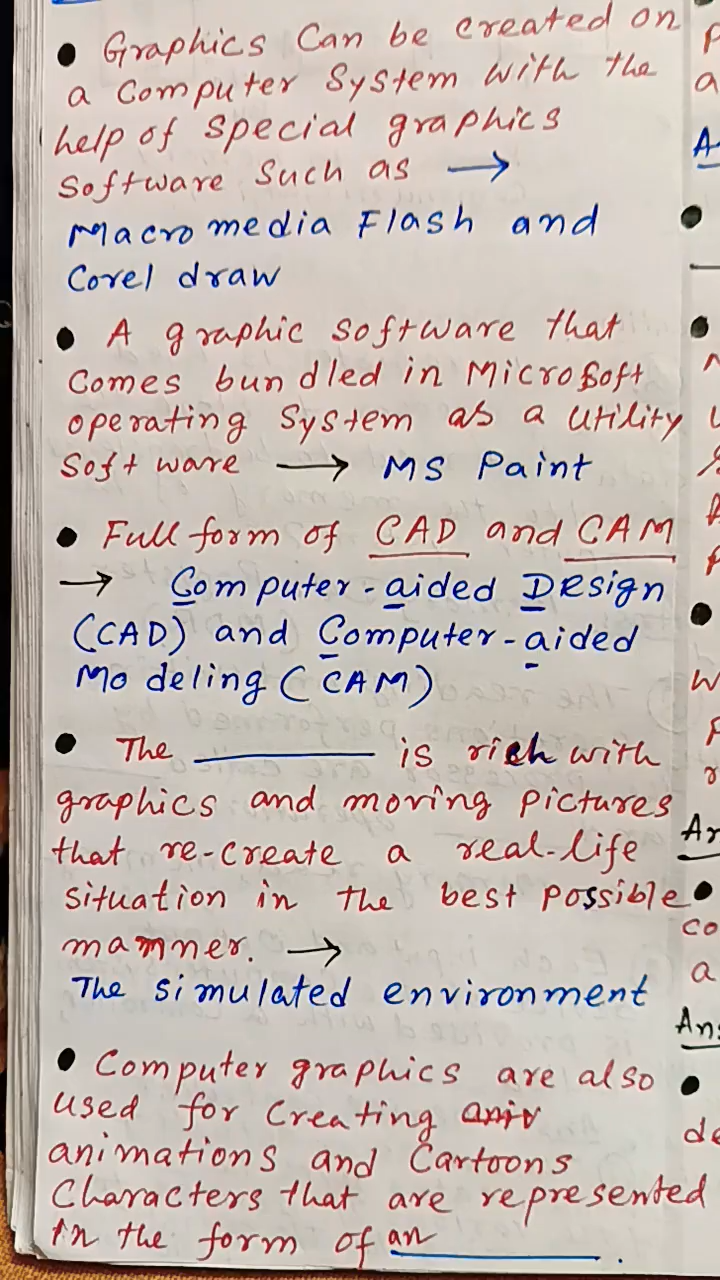 • Graphics Can be created on
a Computer System with the
help of special graphics
Software Such as →
Macromedia Flash and
Corel draw
• A graphic software that
Comes bundled in Microsoft
operating System as a utility
Software → MS Paint
• Full form of CAD and CAM
→ Computer-aided Design
(CAD) and Computer-aided
Modeling (CAM)
• The ________ is rich with
graphics and moving pictures
that re-create a real-life
situation in the best possible
manner. →
The simulated environment
• Computer graphics are also
used for Creating
animations and Cartoons
Characters that are represented
in the form of an ________.
Ans